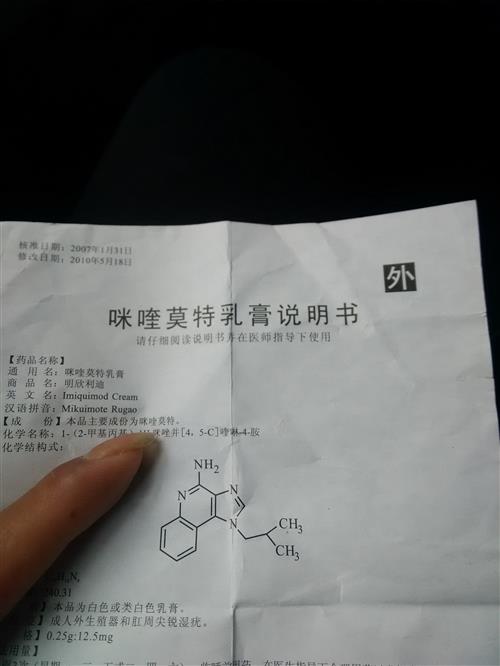 核准日期：2007年1月31日
修改日期：2010年5月18日
外
咪喹莫特乳膏说明书
请仔细阅读说明书并在医师指导下使用
【药品名称】
通 用 名：咪喹莫特乳膏
商 品 名：明欣利迪
英 文 名：Imiquimod Cream
汉语拼音：Mikuimote Rugao
【成 份】本品主要成份为咪喹莫特。
化学名称：1-（2-甲基丙基）-1H-咪唑并[4，5-C]喹啉-4-胺
化学结构式：
NH2
N
N
N
CH3
CH3
240.31
】本品为白色或类白色乳膏。
】成人外生殖器和肛周尖锐湿疣。
格】0.25g:12.5mg
法用量】